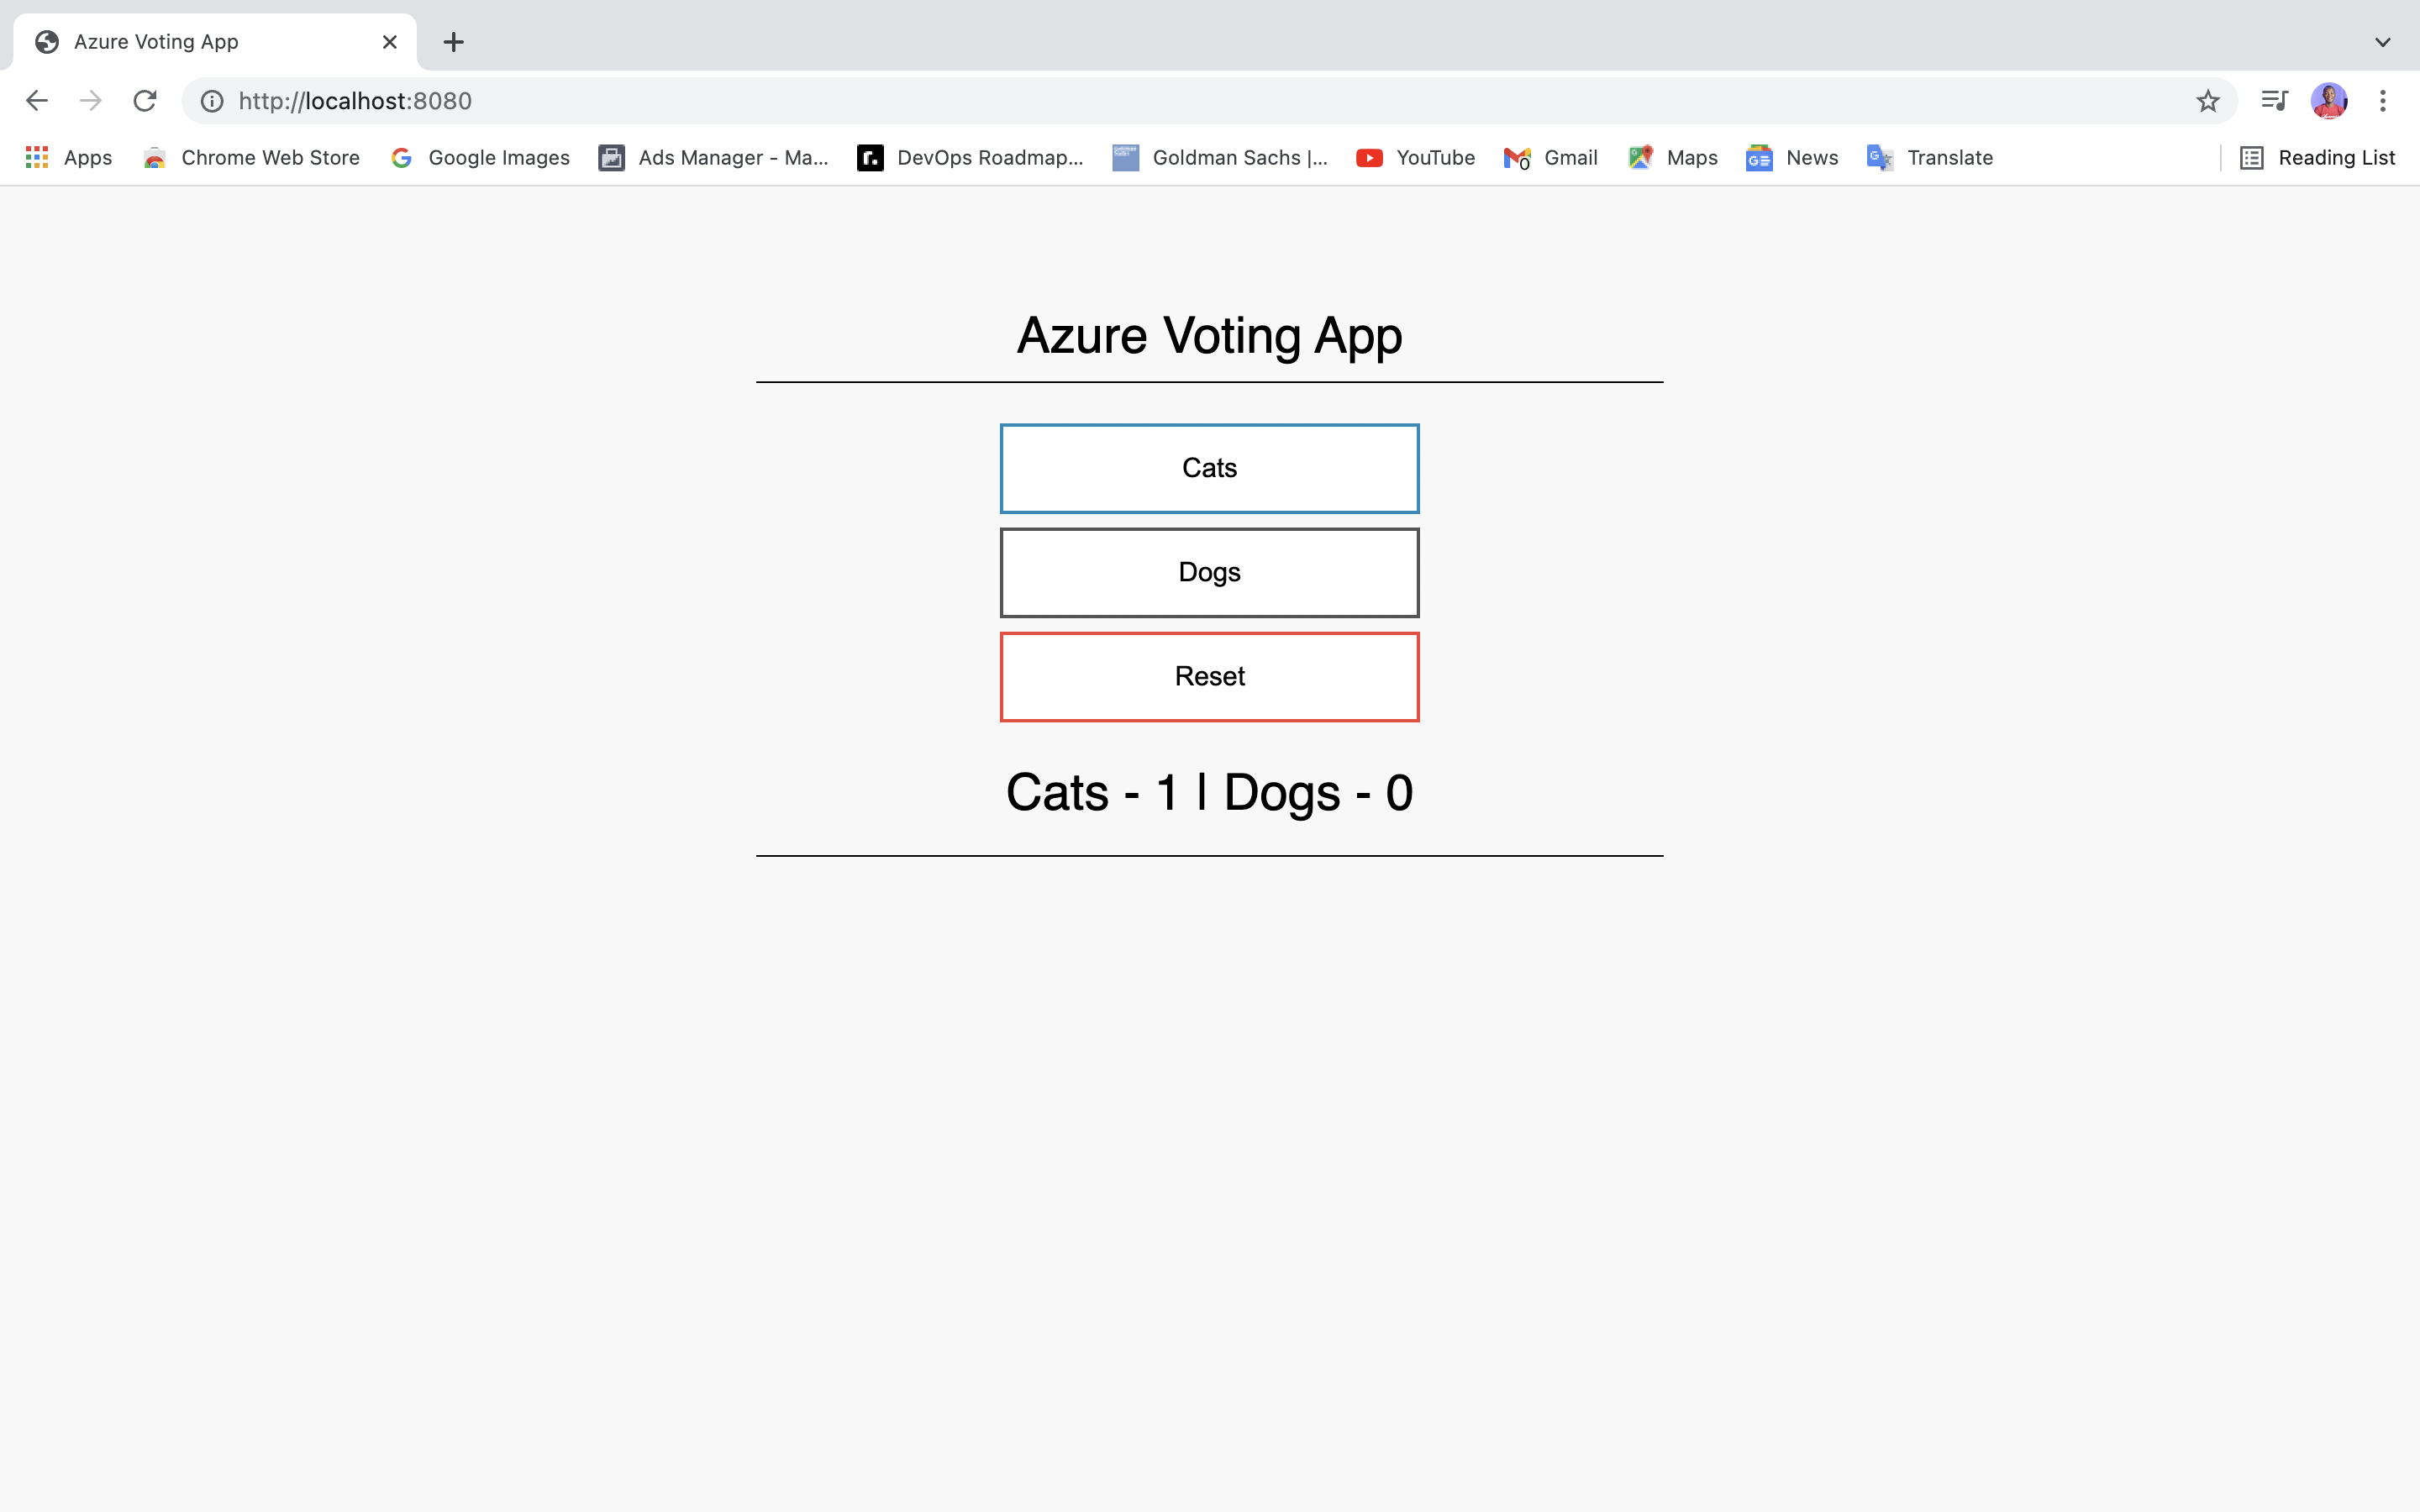 Azure Voting App
http://localhost:8080
Apps Chrome Web Store Google Images Ads Manager - Ma... DevOps Roadmap... Goldman Sachs |... YouTube Gmail Maps News Translate Reading List
Azure Voting App
Cats
Dogs
Reset
Cats - 1 | Dogs - 0